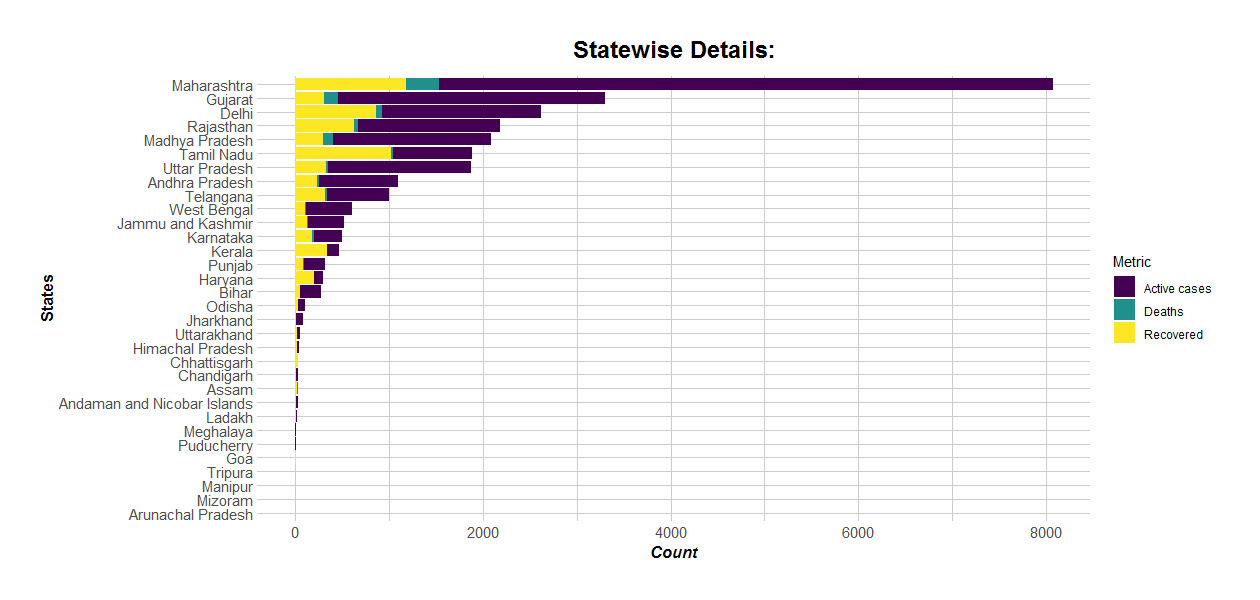 Statewise Details:
Maharashtra
Gujarat
Delhi
Rajasthan
Madhya Pradesh
Tamil Nadu
Uttar Pradesh
Andhra Pradesh
Telangana
West Bengal
Jammu and Kashmir
Karnataka
Kerala
Punjab
Haryana
Bihar
Odisha
Jharkhand
Uttarakhand
Himachal Pradesh
Chhattisgarh
Chandigarh
Assam
Andaman and Nicobar Islands
Ladakh
Meghalaya
Puducherry
Goa
Tripura
Manipur
Mizoram
Arunachal Pradesh
States
0 2000 4000 6000 8000
Count
Metric
Active cases
Deaths
Recovered